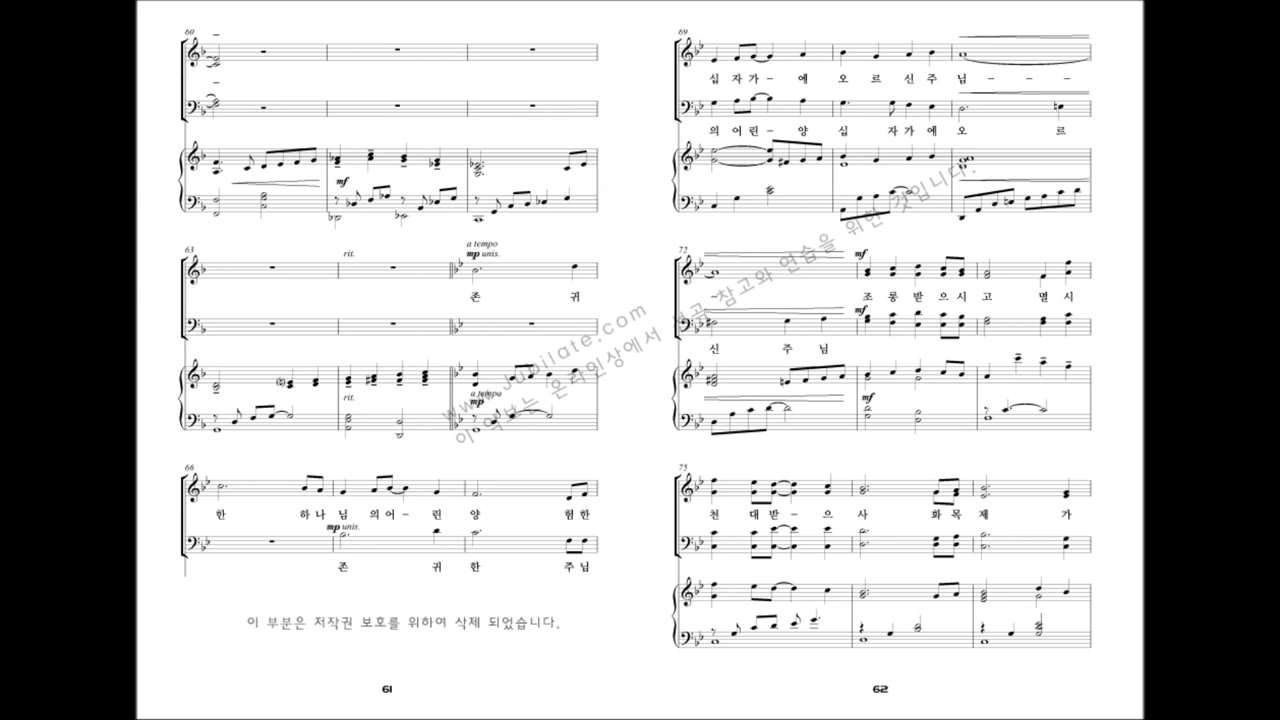 60
mf
63
rit.
a tempo
mp unis.
존 귀
rit.
a tempo
mp
66
한 하 나 님 의 어 – 린 양 험 한
mp unis.
존 귀 한 주 님
이 부분은 저작권 보호를 위하여 삭제 되었습니다.
61
69
십 자 가 – 에 오 르 신 주 님 – – –
의 어 린 – 양 십 자 가 에 오 르
72
mf
조 롱 받 으 시 고 멸 시
mf
신 주 님
mf
75
천 대 받 – 으 사 화 목 제 가
62
www.jubilate.com
이 악보는 온라인상에서 참고와 연습을 위한 것입니다.